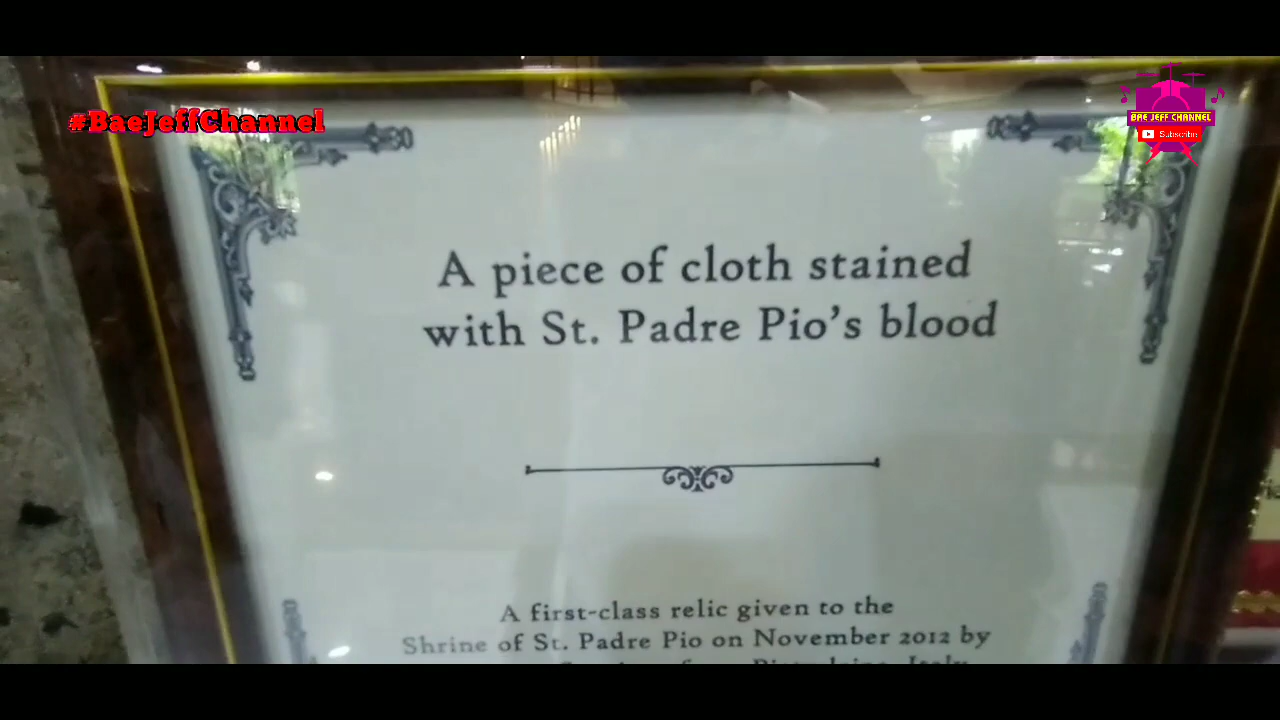 #BaeJeffChannel
BAE JEFF CHANNEL
Subscribe
A piece of cloth stained
with St. Padre Pio's blood
A first-class relic given to the
Shrine of St. Padre Pio on November 2012 by